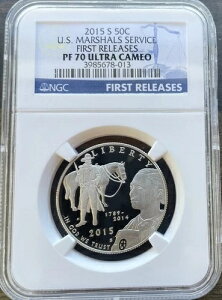 2015 S 50C
U.S. MARSHALS SERVICE
FIRST RELEASES
PF 70 ULTRA CAMEO
3985678-013
NGC
FIRST RELEASES
LIBERTY
1789-
2014
2015
S
IN GOD WE TRUST